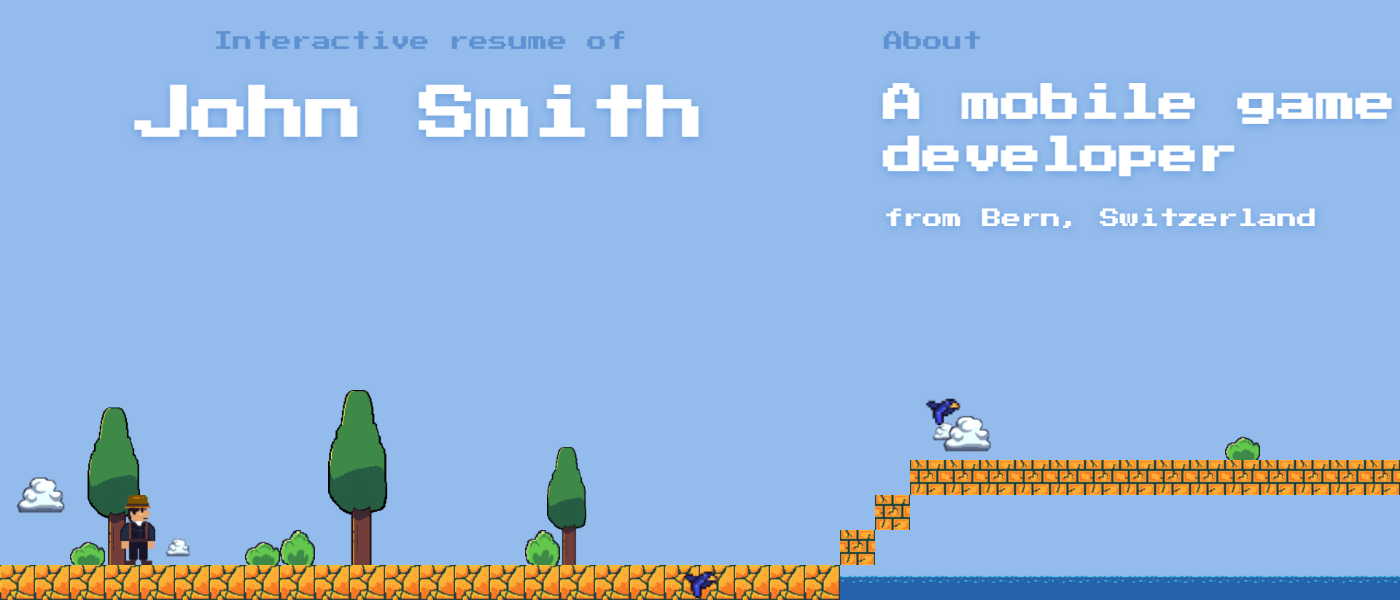 Interactive resume of
John Smith
About
A mobile game
developer
from Bern, Switzerland